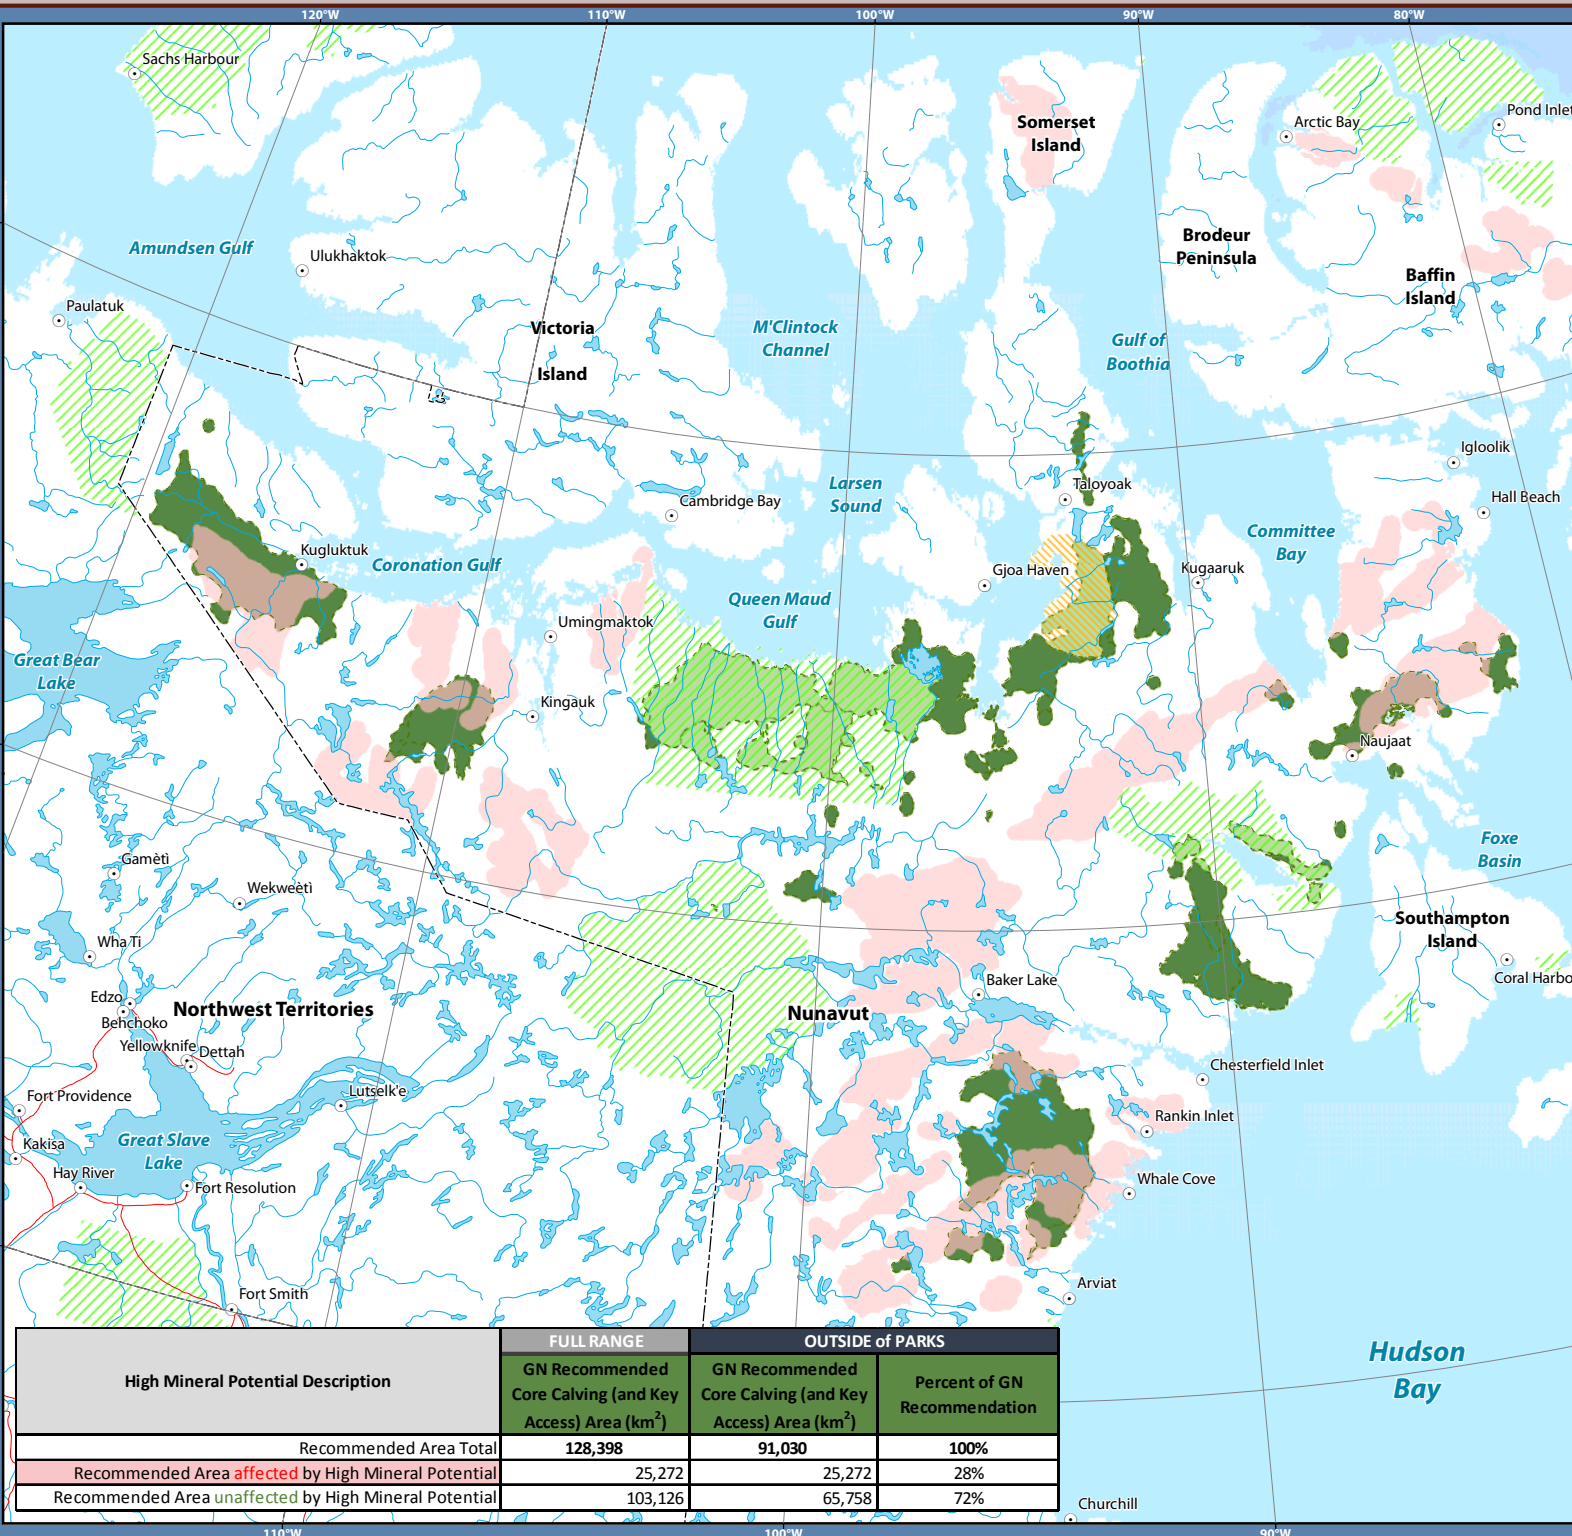 120°W
110°W
100°W
90°W
80°W
Sachs Harbour
Somerset
Island
Arctic Bay
Pond Inlet
Amundsen Gulf
Ulukhaktok
Brodeur
Peninsula
Baffin
Island
Paulatuk
Victoria
Island
M'Clintock
Channel
Gulf of
Boothia
Igloolik
Hall Beach
Cambridge Bay
Larsen
Sound
Taloyoak
Committee
Bay
Kugluktuk
Coronation Gulf
Gjoa Haven
Kugaaruk
Queen Maud
Gulf
Umingmaktok
Great Bear
Lake
Kingauk
Naujaat
Foxe
Basin
Gamètì
Wekweètì
Wha Ti
Southampton
Island
Coral Harbo
Edzo
Behchoko
Northwest Territories
Nunavut
Baker Lake
Yellowknife
Dettah
Chesterfield Inlet
Fort Providence
Lutselk'e
Rankin Inlet
Kakisa
Great Slave
Lake
Hay River
Fort Resolution
Whale Cove
Fort Smith
Arviat
Hudson
Bay
High Mineral Potential Description
FULL RANGE
OUTSIDE of PARKS
GN Recommended
Core Calving (and Key
Access) Area (km²)
GN Recommended
Core Calving (and Key
Access) Area (km²)
Percent of GN
Recommendation
Recommended Area Total 128,398 91,030 100%
Recommended Area affected by High Mineral Potential 25,272 25,272 28%
Recommended Area unaffected by High Mineral Potential 103,126 65,758 72%
Churchill
110°W
100°W
90°W